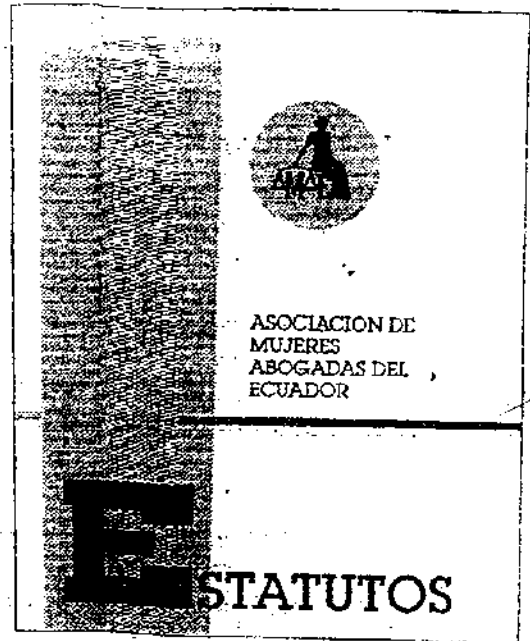 AMAE
ASOCIACION DE
MUJERES
ABOGADAS DEL
ECUADOR
ESTATUTOS